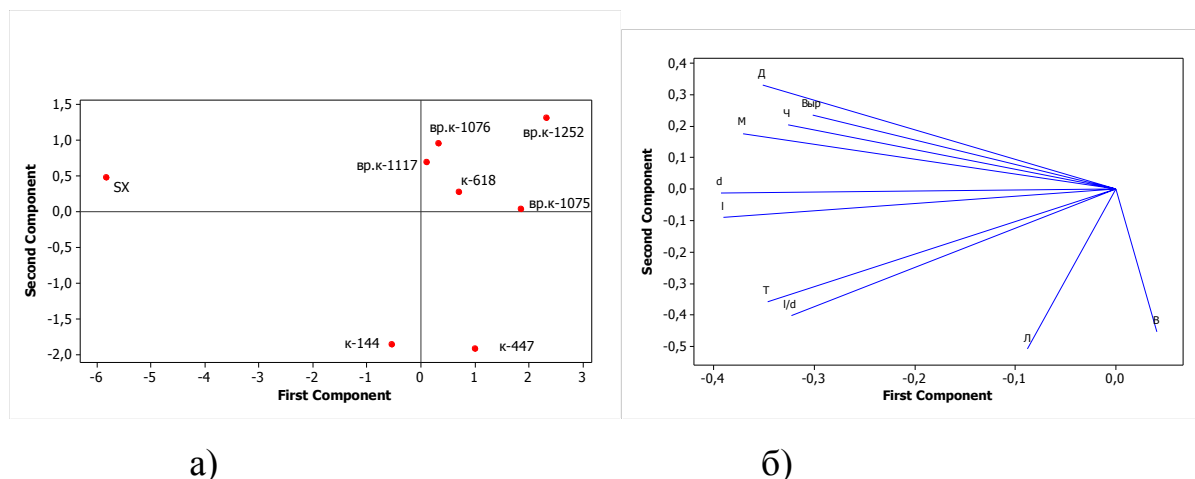 1,5
1,0
0,5
0,0
-0,5
-1,0
-1,5
-2,0
Second Component
-6
-5
-4
-3
-2
-1
0
1
2
3
First Component
SX
вр.к-1076
вр.к-1252
вр.к-1117
к-618
вр.к-1075
к-144
к-447
а)
0,4
0,3
0,2
0,1
0,0
-0,1
-0,2
-0,3
-0,4
-0,5
Second Component
-0,4
-0,3
-0,2
-0,1
0,0
First Component
Д
Выр
Ч
М
d
l
Т
l/d
Л
В
б)